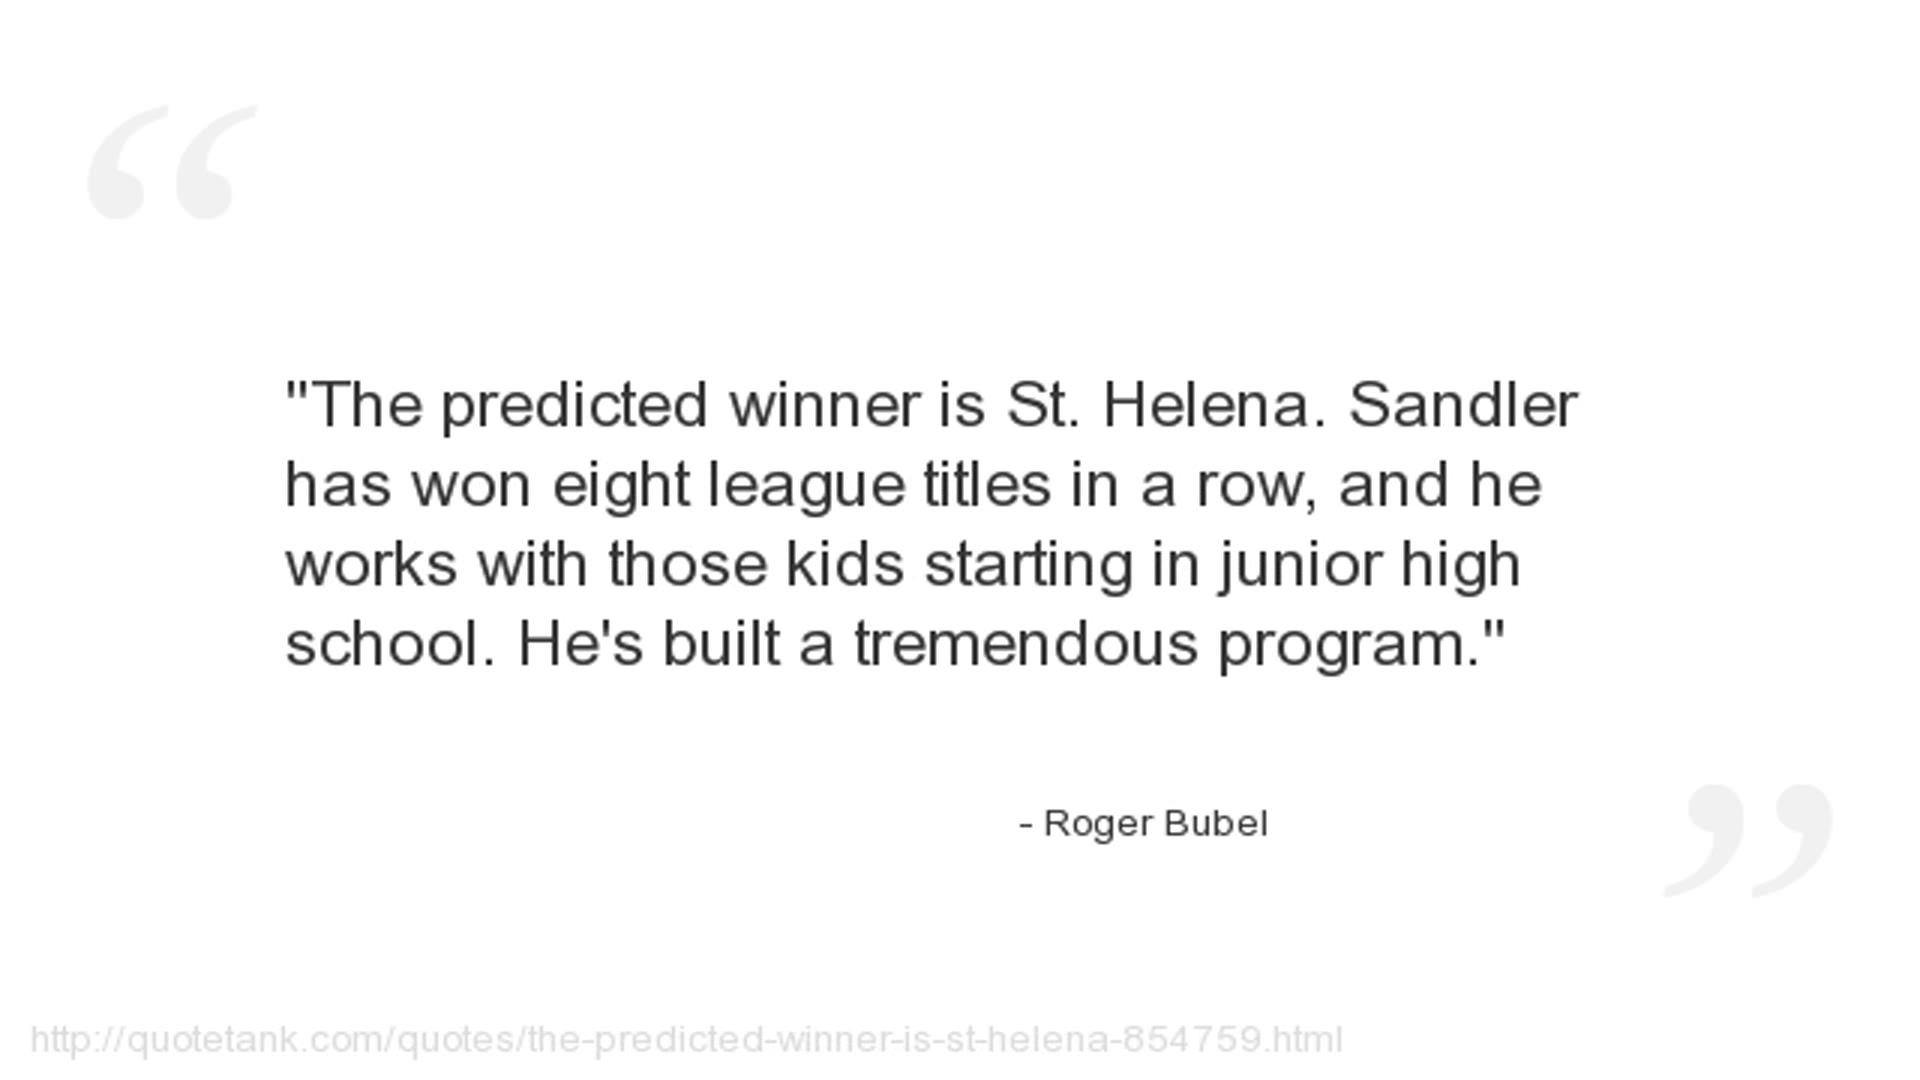 "The predicted winner is St. Helena. Sandler
has won eight league titles in a row, and he
works with those kids starting in junior high
school. He's built a tremendous program."
- Roger Bubel
http://quotetank.com/quotes/the-predicted-winner-is-st-helena-854759.html